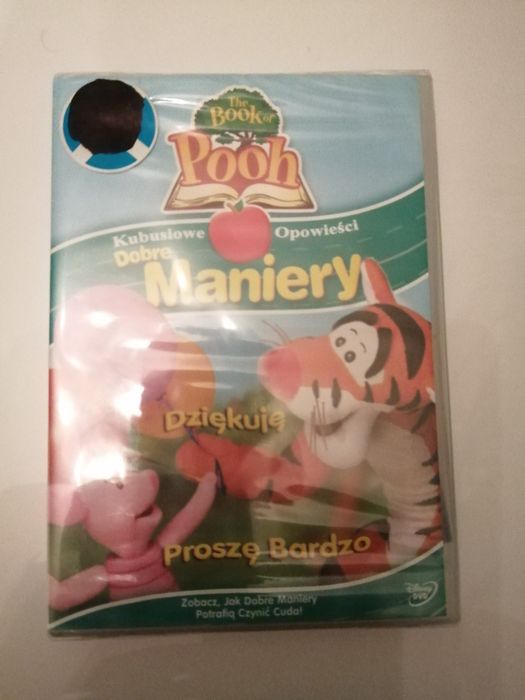 The
Book of
Pooh
Kubusiowe Opowieści
Dobre
Maniery
Dziękuję
Proszę Bardzo
Zobacz, Jak Dobre Maniery
Potrafią Czynić Cuda!
Disney
DVD